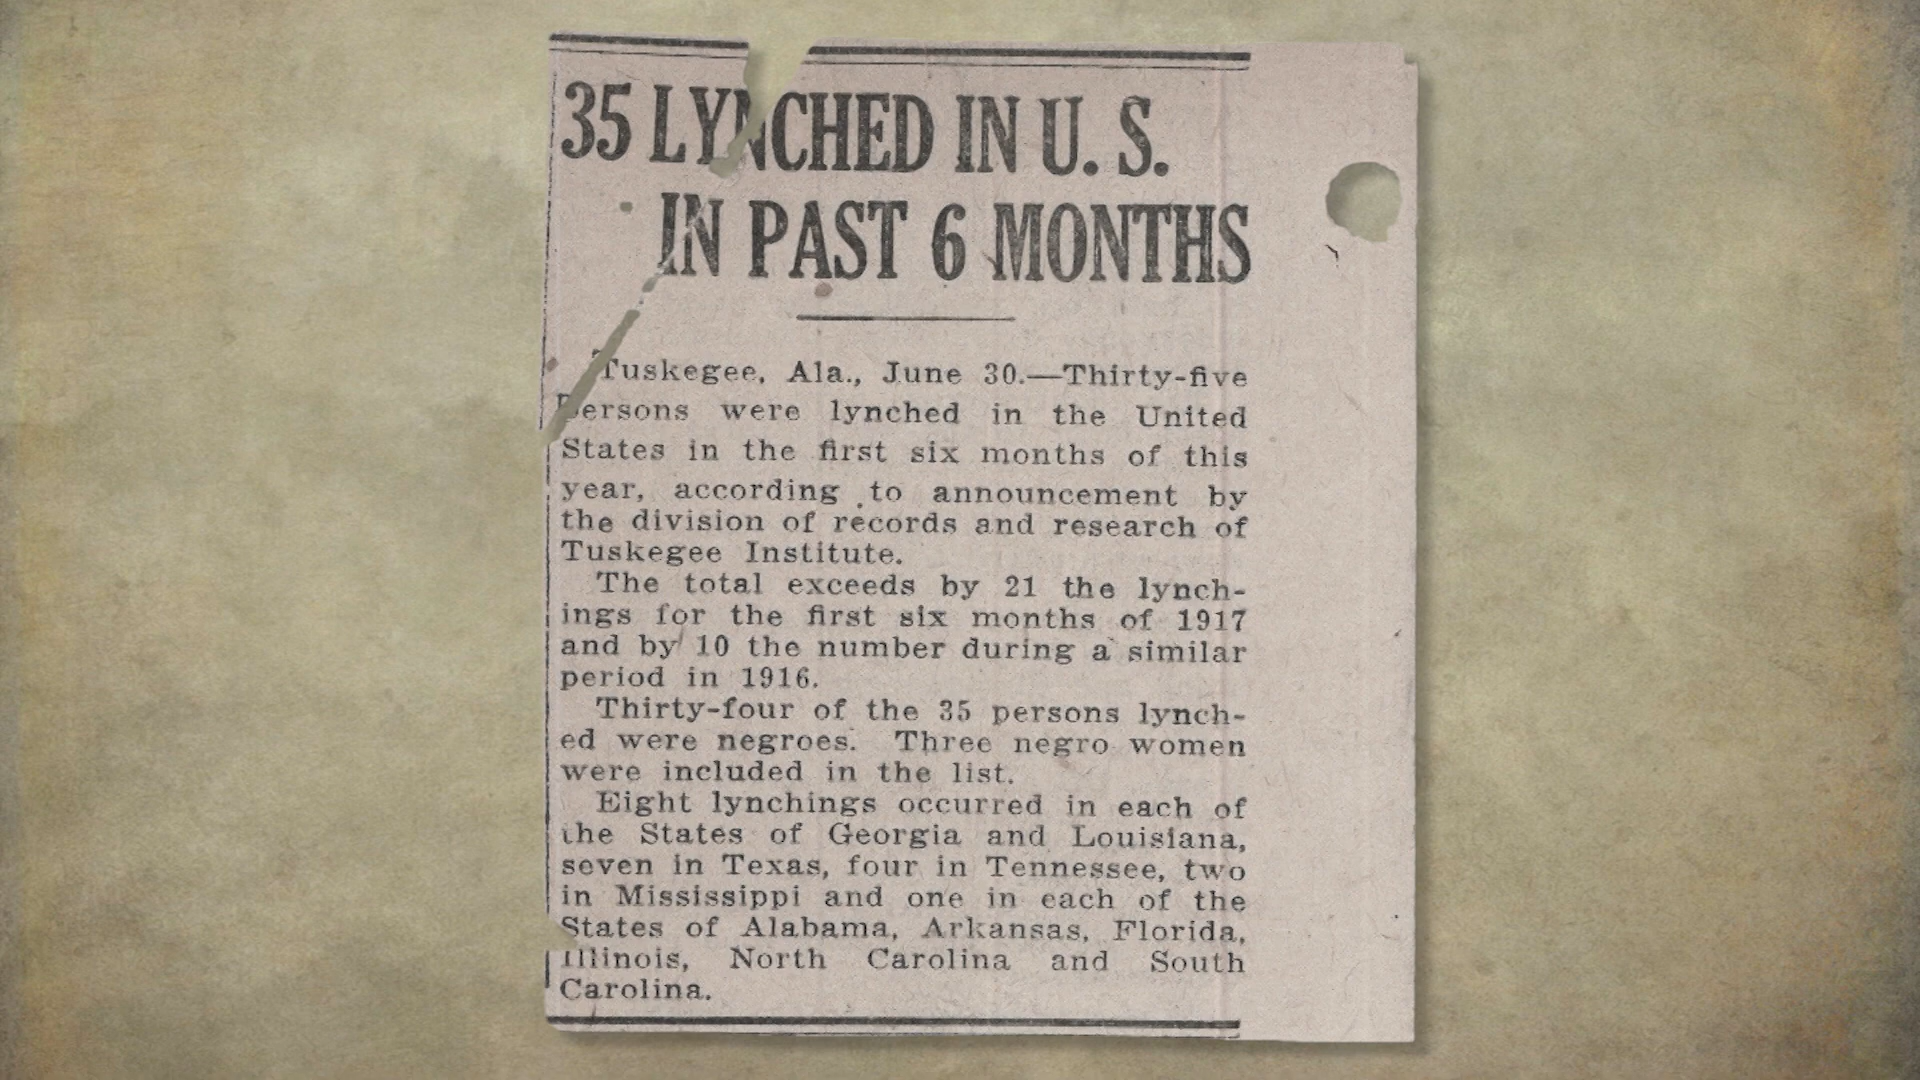 35 LYNCHED IN U. S.
IN PAST 6 MONTHS
Tuskegee, Ala., June 30.—Thirty-five
Persons were lynched in the United
States in the first six months of this
year, according to announcement by
the division of records and research of
Tuskegee Institute.
The total exceeds by 21 the lynch-
ings for the first six months of 1917
and by 10 the number during a similar
period in 1916.
Thirty-four of the 35 persons lynch-
ed were negroes. Three negro women
were included in the list.
Eight lynchings occurred in each of
the States of Georgia and Louisiana,
seven in Texas, four in Tennessee, two
in Mississippi and one in each of the
States of Alabama, Arkansas, Florida,
Illinois, North Carolina and South
Carolina.